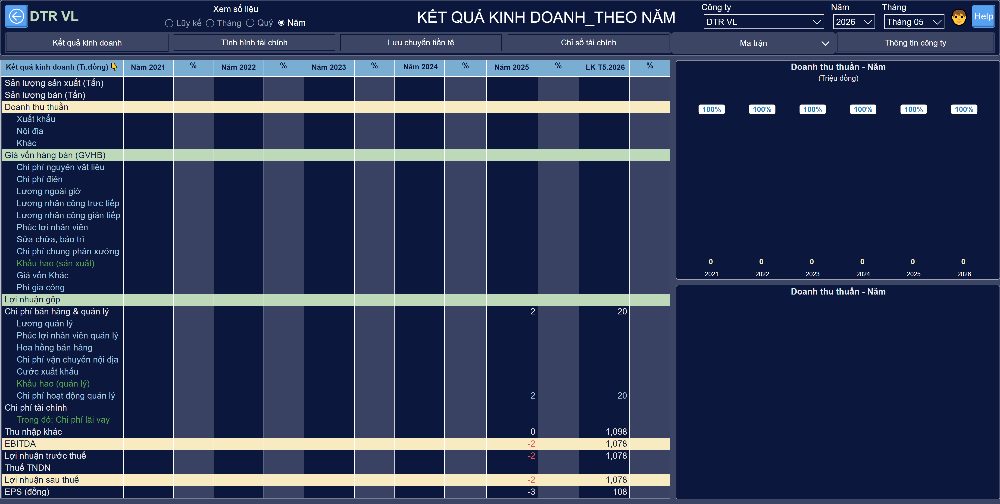 DTR VL
Xem số liệu
Lũy kế Tháng Quý Năm
KẾT QUẢ KINH DOANH_THEO NĂM
Công ty Năm Tháng
DTR VL 2026 Tháng 05
Help
Kết quả kinh doanh Tình hình tài chính Lưu chuyển tiền tệ Chỉ số tài chính Ma trận Thông tin công ty
Kết quả kinh doanh (Tr.đồng) Năm 2021 % Năm 2022 % Năm 2023 % Năm 2024 % Năm 2025 % LK T5.2026 %
Sản lượng sản xuất (Tấn)
Sản lượng bán (Tấn)
Doanh thu thuần
Xuất khẩu
Nội địa
Khác
Giá vốn hàng bán (GVHB)
Chi phí nguyên vật liệu
Chi phí điện
Lương ngoài giờ
Lương nhân công trực tiếp
Lương nhân công gián tiếp
Phúc lợi nhân viên
Sửa chữa, bảo trì
Chi phí chung phân xưởng
Khấu hao (sản xuất)
Giá vốn Khác
Phí gia công
Lợi nhuận gộp
Chi phí bán hàng & quản lý 2 20
Lương quản lý
Phúc lợi nhân viên quản lý
Hoa hồng bán hàng
Chi phí vận chuyển nội địa
Cước xuất khẩu
Khấu hao (quản lý)
Chi phí hoạt động quản lý 2 20
Chi phí tài chính
Trong đó: Chi phí lãi vay
Thu nhập khác 0 1,098
EBITDA -2 1,078
Lợi nhuận trước thuế -2 1,078
Thuế TNDN
Lợi nhuận sau thuế -2 1,078
EPS (đồng) -3 108
Doanh thu thuần - Năm
(Triệu đồng)
100% 100% 100% 100% 100% 100%
0 0 0 0 0 0
2021 2022 2023 2024 2025 2026
Doanh thu thuần - Năm